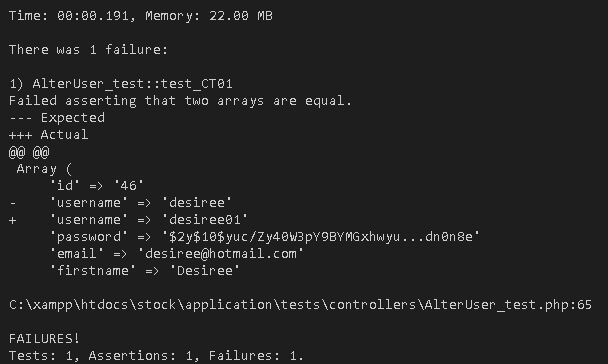 Time: 00:00.191, Memory: 22.00 MB
There was 1 failure:
1) AlterUser_test::test_CT01
Failed asserting that two arrays are equal.
--- Expected
+++ Actual
@@ @@
 Array (
     'id' => '46'
-    'username' => 'desiree'
+    'username' => 'desiree01'
     'password' => '$2y$10$yuc/Zy40W3pY9BYMGxhwyu...dn0n8e'
     'email' => 'desiree@hotmail.com'
     'firstname' => 'Desiree'
C:\xampp\htdocs\stock\application\tests\controllers\AlterUser_test.php:65
FAILURES!
Tests: 1, Assertions: 1, Failures: 1.